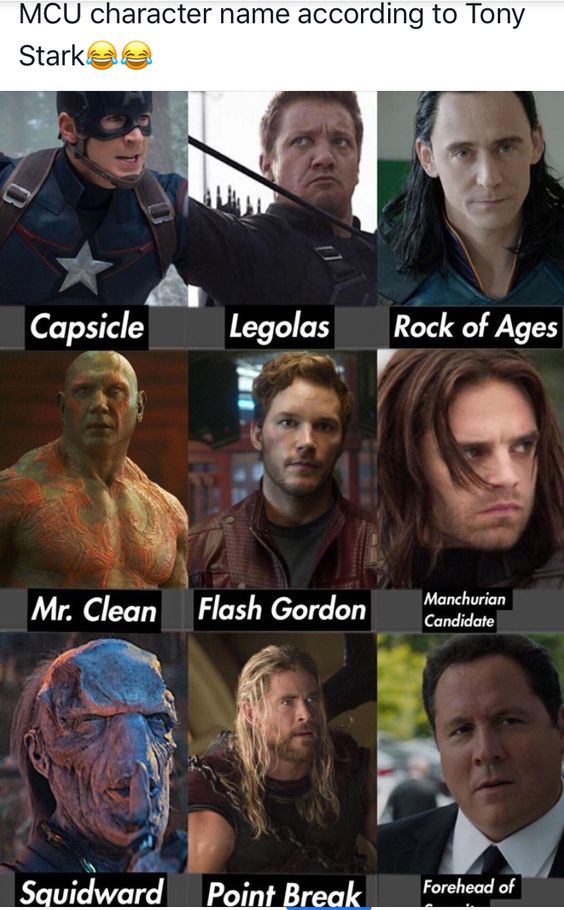 MCU character name according to Tony
Stark😂😂
Capsicle
Legolas
Rock of Ages
Mr. Clean
Flash Gordon
Manchurian
Candidate
Squidward
Point Break
Forehead of